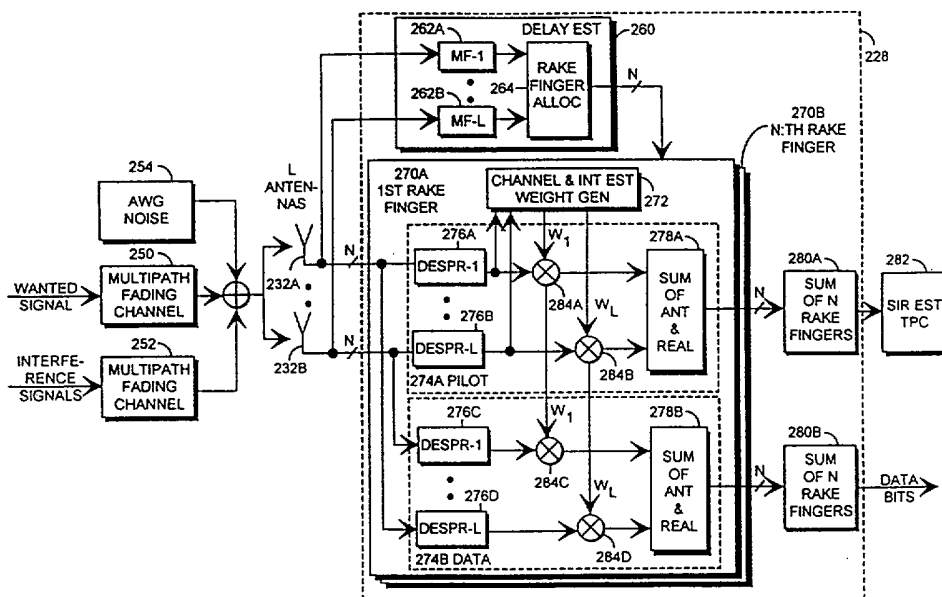 262A
DELAY EST
260
MF-1
N
228
262B
264
RAKE
FINGER
ALLOC
MF-L
270B
N:TH RAKE
FINGER
254
AWG
NOISE
L
ANTEN-
NAS
270A
1ST RAKE
FINGER
CHANNEL & INT EST
WEIGHT GEN
272
276A
W1
278A
250
N
DESPR-1
280A
282
WANTED
SIGNAL
MULTIPATH
FADING
CHANNEL
232A
284A
SUM
OF
ANT
&
REAL
N
SUM
OF N
RAKE
FINGERS
SIR EST
TPC
276B
WL
252
N
DESPR-L
INTERFE-
RENCE
SIGNALS
MULTIPATH
FADING
CHANNEL
232B
274A PILOT
284B
276C
W1
278B
DESPR-1
280B
284C
SUM
OF
ANT
&
REAL
N
SUM
OF N
RAKE
FINGERS
DATA
BITS
276D
WL
DESPR-L
274B DATA
284D